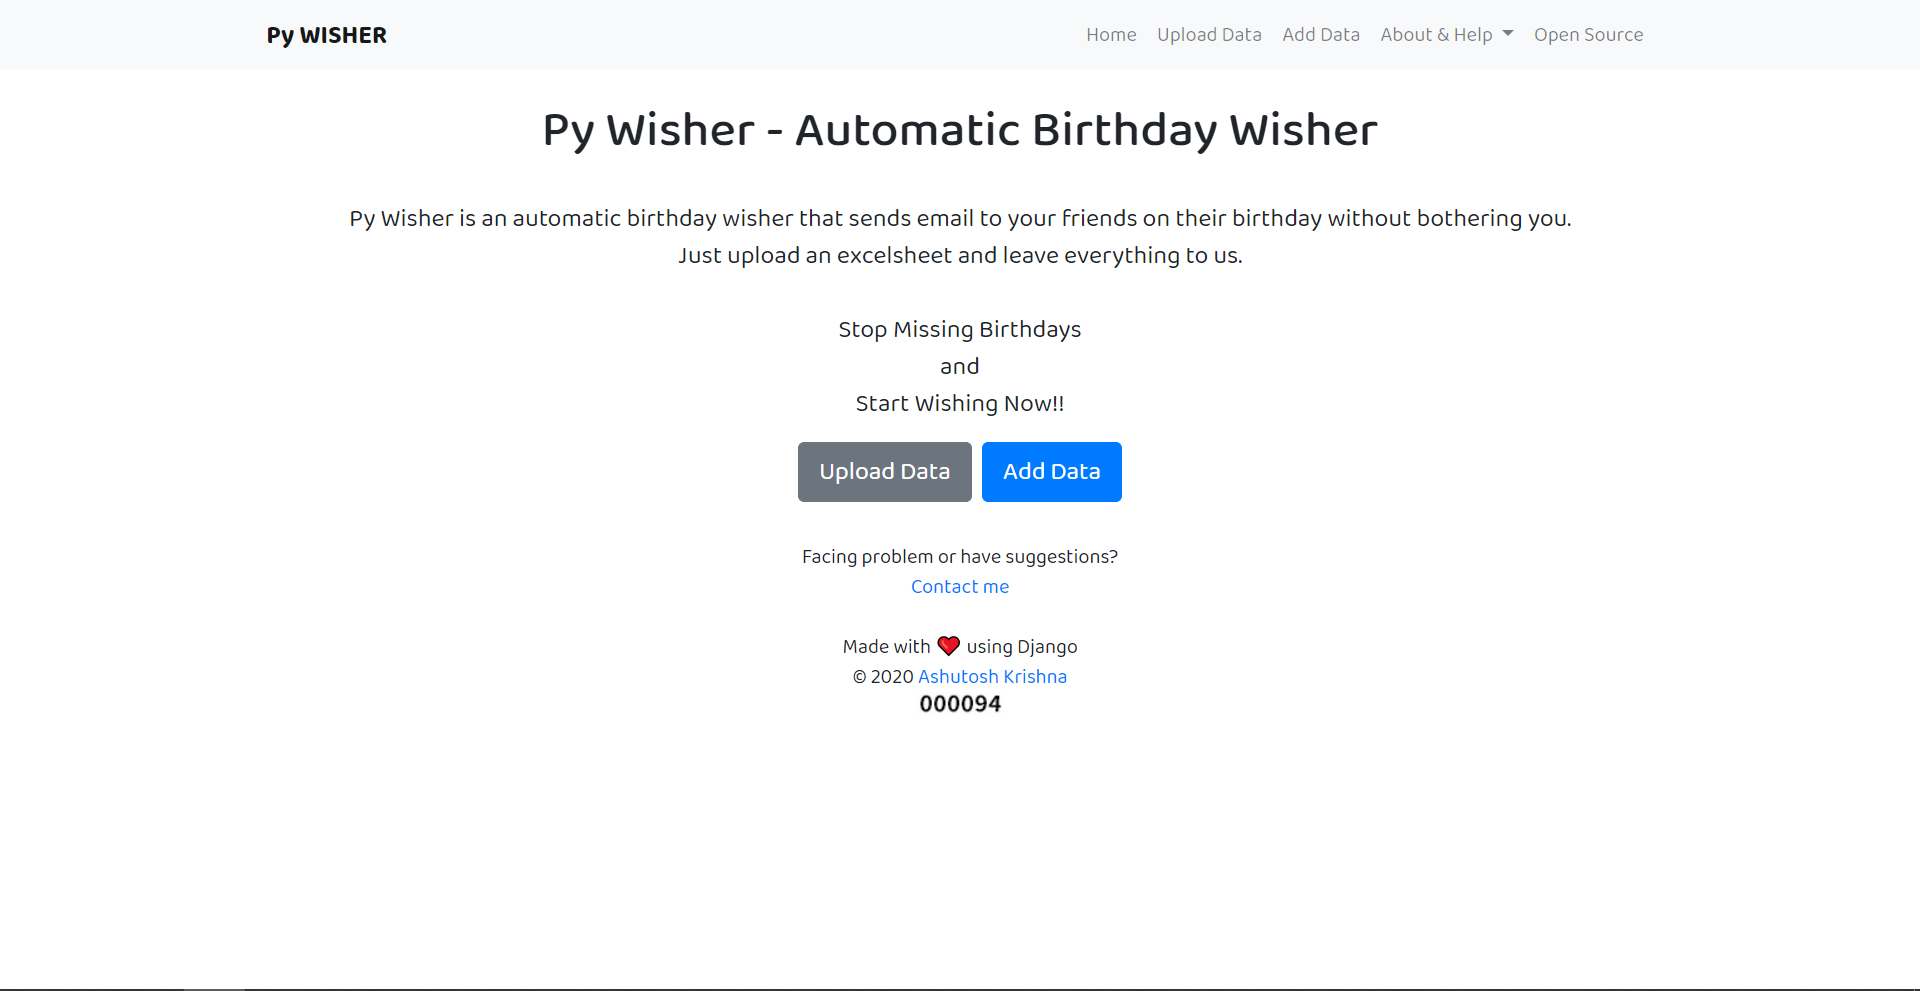 Py WISHER
Home Upload Data Add Data About & Help Open Source
Py Wisher - Automatic Birthday Wisher
Py Wisher is an automatic birthday wisher that sends email to your friends on their birthday without bothering you.
Just upload an excelsheet and leave everything to us.
Stop Missing Birthdays
and
Start Wishing Now!!
Upload Data Add Data
Facing problem or have suggestions?
Contact me
Made with ❤ using Django
© 2020 Ashutosh Krishna
000094